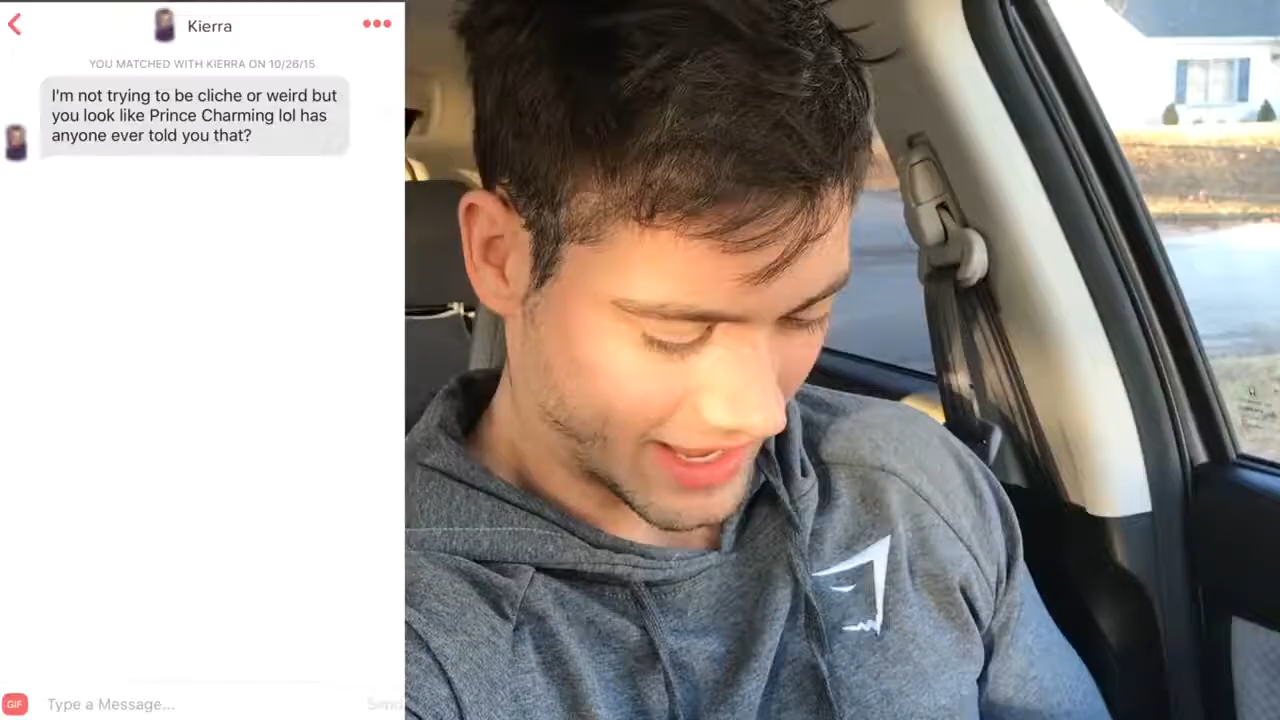 Kierra
YOU MATCHED WITH KIERRA ON 10/26/15
I'm not trying to be cliche or weird but
you look like Prince Charming lol has
anyone ever told you that?
GIF
Type a Message...
Send